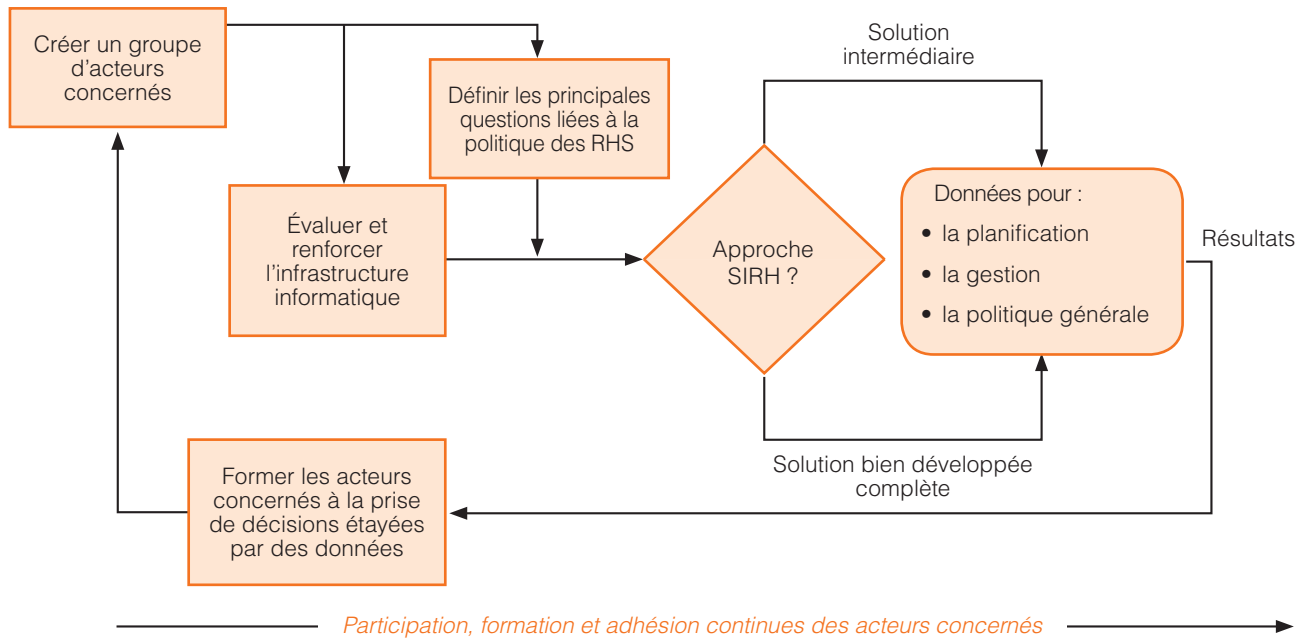 Créer un groupe
d'acteurs
concernés
Définir les principales
questions liées à la
politique des RHS
Évaluer et
renforcer
l'infrastructure
informatique
Solution
intermédiaire
Approche
SIRH ?
Données pour :
• la planification
• la gestion
• la politique générale
Résultats
Solution bien développée
complète
Former les acteurs
concernés à la prise
de décisions étayées
par des données
Participation, formation et adhésion continues des acteurs concernés